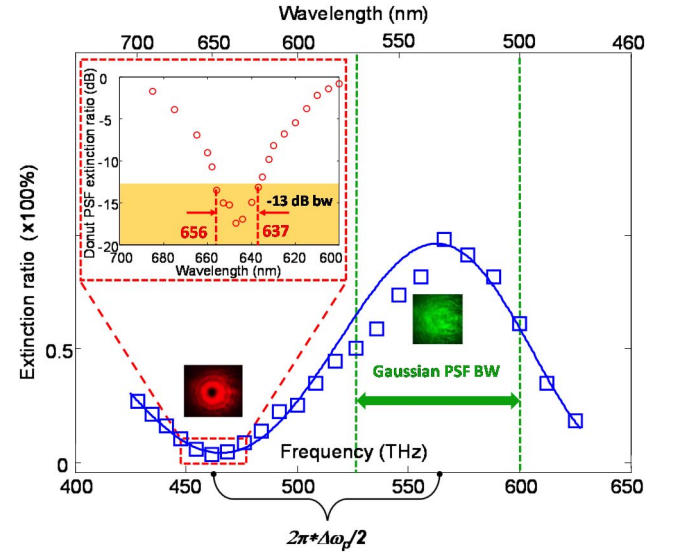 Wavelength (nm)
700 650 600 550 500 460
Extinction ratio (x100%)
0.5
0
Donut PSF extinction ratio (dB)
0
-5
-10
-15
-20
-13 dB bw
656 637
700 680 660 640 620 600
Wavelength (nm)
Gaussian PSF BW
Frequency (THz)
400 450 500 550 600 650
2π*Δωp/2